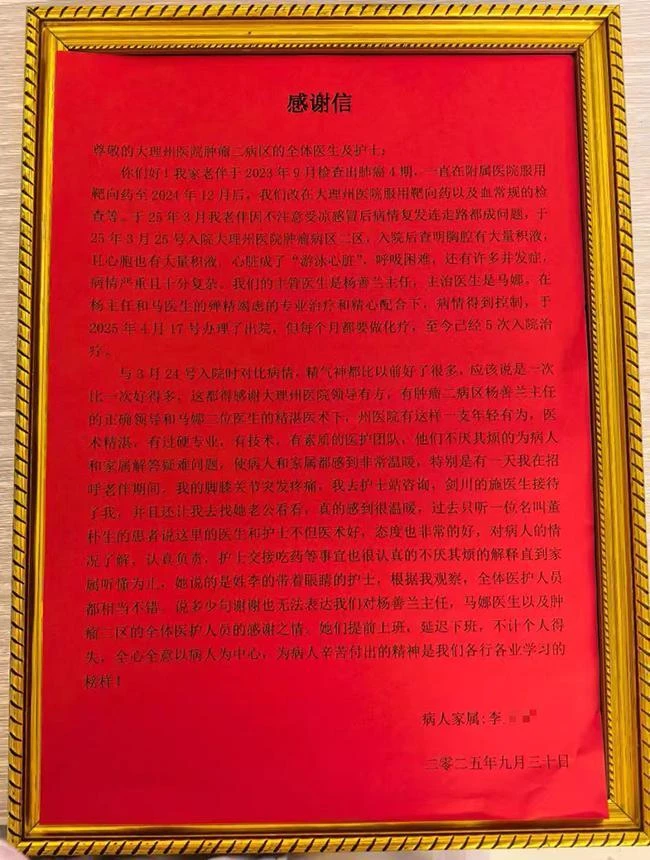 感谢信
尊敬的大理州医院肿瘤二病区的全体医生及护士：
你们好！我家老伴于 2023 年 9 月检查出肺癌 4 期，一直在附属医院服用
靶向药至 2024 年 12 月后，我们改在大理州医院服用靶向药以及血常规的检
查等。于 25 年 3 月我老伴因不注意受凉感冒后病情复发连走路都成问题，于
25 年 3 月 25 号入院大理州医院肿瘤病区二区，入院后查明胸腔有大量积液，
且心胞也有大量积液，心脏成了“游泳心脏”，呼吸困难，还有许多并发症，
病情严重且十分复杂。我们的主管医生是杨善兰主任，主治医生是马娜。在
杨主任和马医生的殚精竭虑的专业治疗和精心配合下，病情得到控制，于
2025 年 4 月 17 号办理了出院，但每个月都要做化疗，至今已经 5 次入院治
疗。
与 3 月 24 号入院时对比病情，精气神都比以前好了很多，应该说是一次
比一次好得多，这都得感谢大理州医院领导有方，有肿瘤二病区杨善兰主任
的正确领导和马娜二位医生的精湛医术下，州医院有这样一支年轻有为，医
术精湛，有过硬专业，有技术，有素质的医护团队，他们不厌其烦的为病人
和家属解答疑难问题，使病人和家属都感到非常温暖，特别是有一天我在招
呼老伴期间，我的脚膝关节突发疼痛，我去护士站咨询，剑川的施医生接待
了我，并且还让我去找她老公看看，真的感到很温暖，过去只听一位名叫董
朴生的患者说这里的医生和护士不但医术好，态度也非常的好，对病人的情
况了解，认真负责，护士交接吃药等事宜也很认真的不厌其烦的解释直到家
属听懂为止，她说的是姓李的带着眼睛的护士，根据我观察，全体医护人员
都相当不错。说多少句谢谢也无法表达我们对杨善兰主任，马娜医生以及肿
瘤二区的全体医护人员的感谢之情。她们提前上班，延迟下班，不计个人得
失，全心全意以病人为中心，为病人辛苦付出的精神是我们各行各业学习的
榜样！
病人家属：李
二零二五年九月三十日